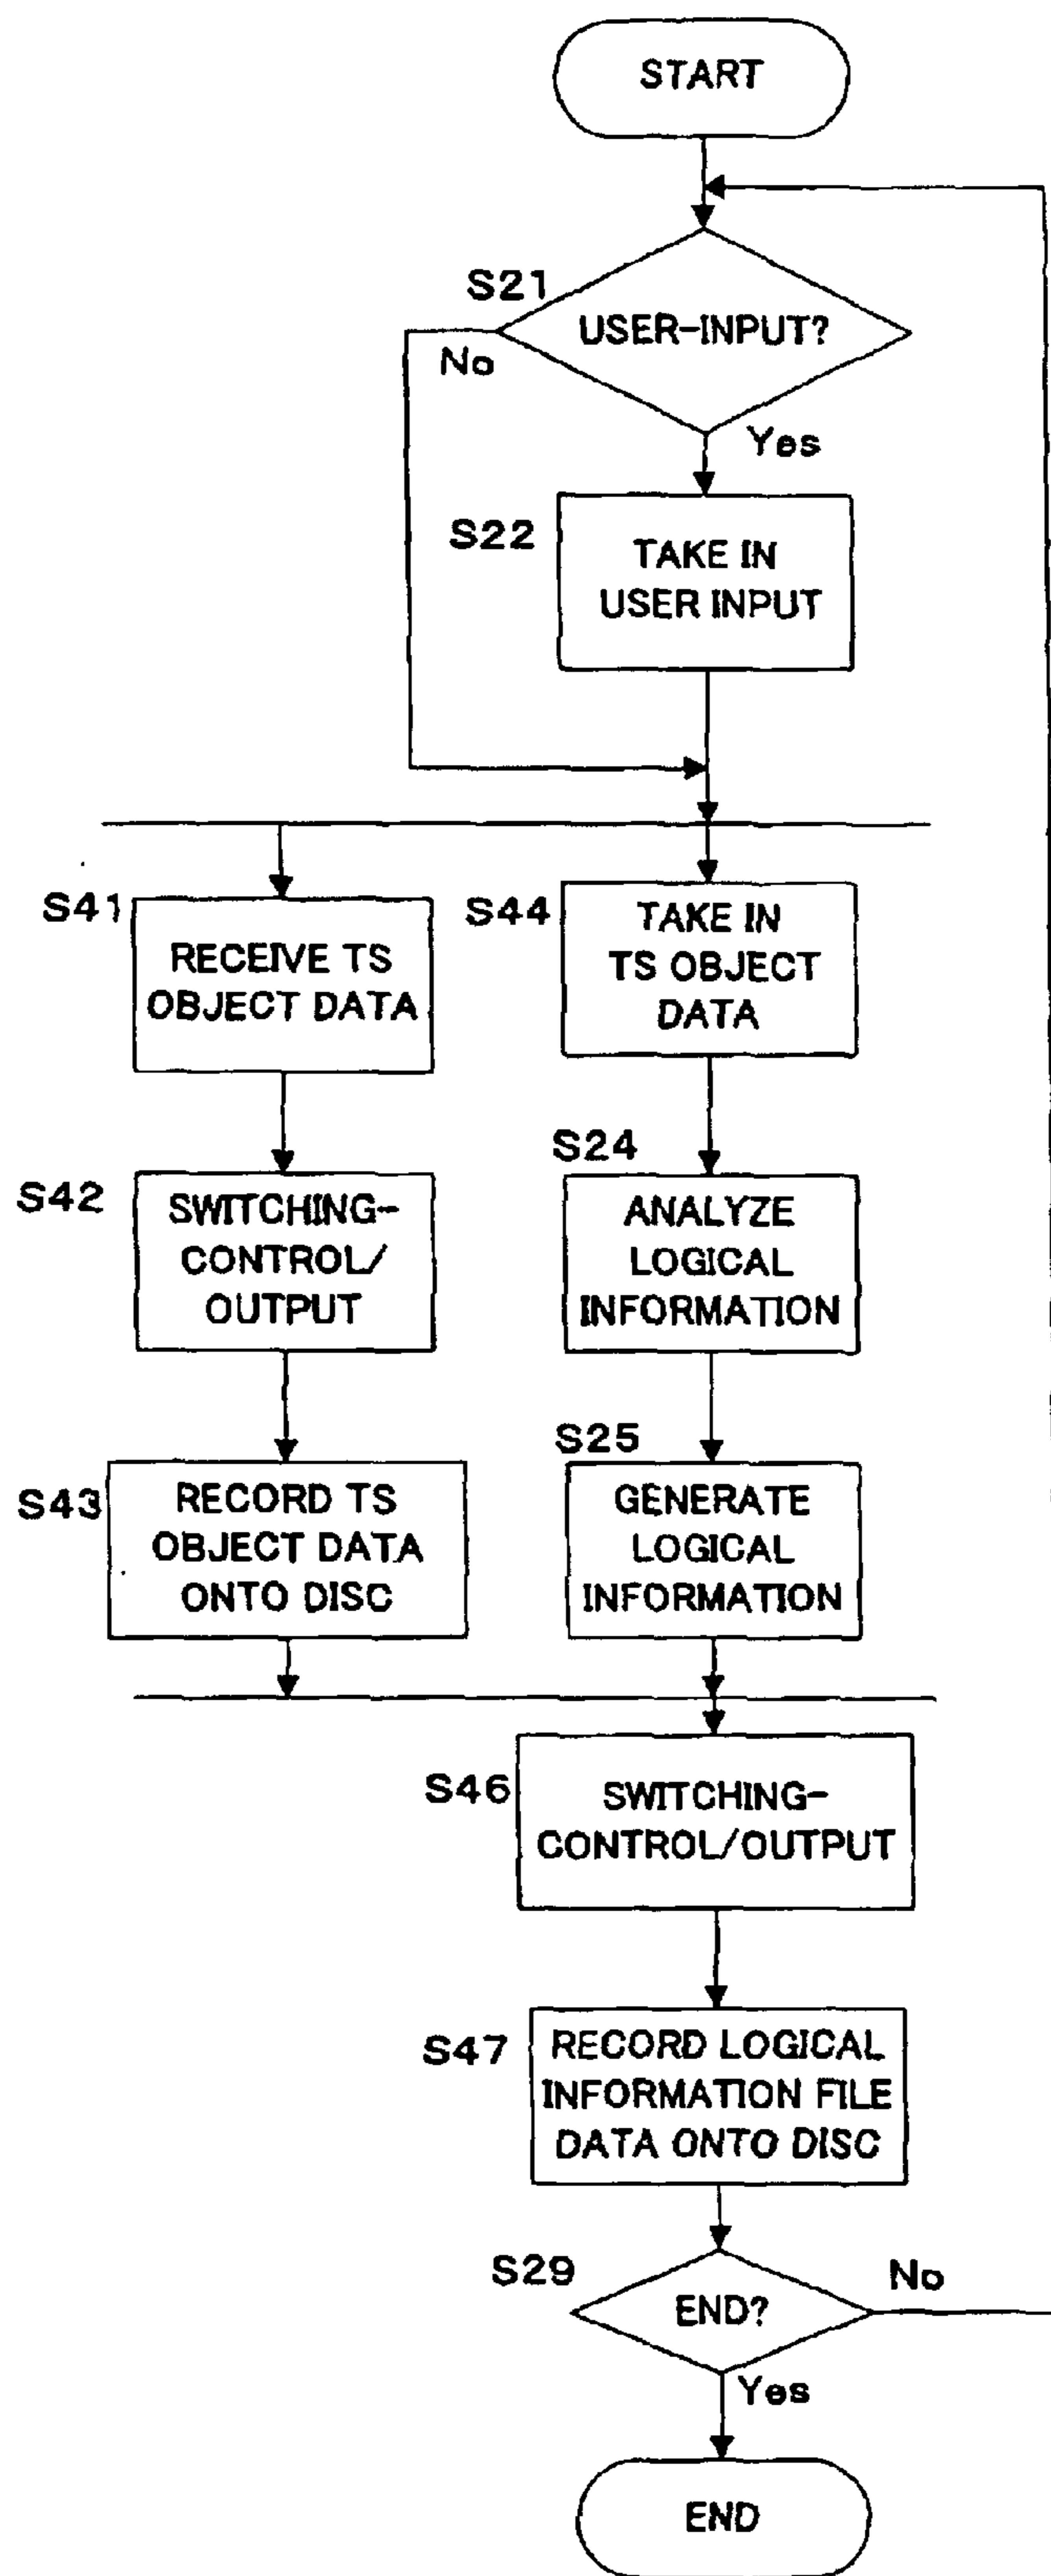 START
S21
USER-INPUT?
No
Yes
S22
TAKE IN
USER INPUT
S41
RECEIVE TS
OBJECT DATA
S44
TAKE IN
TS OBJECT
DATA
S42
SWITCHING-
CONTROL/
OUTPUT
S24
ANALYZE
LOGICAL
INFORMATION
S43
RECORD TS
OBJECT DATA
ONTO DISC
S25
GENERATE
LOGICAL
INFORMATION
S46
SWITCHING-
CONTROL/OUTPUT
S47
RECORD LOGICAL
INFORMATION FILE
DATA ONTO DISC
S29
END?
No
Yes
END